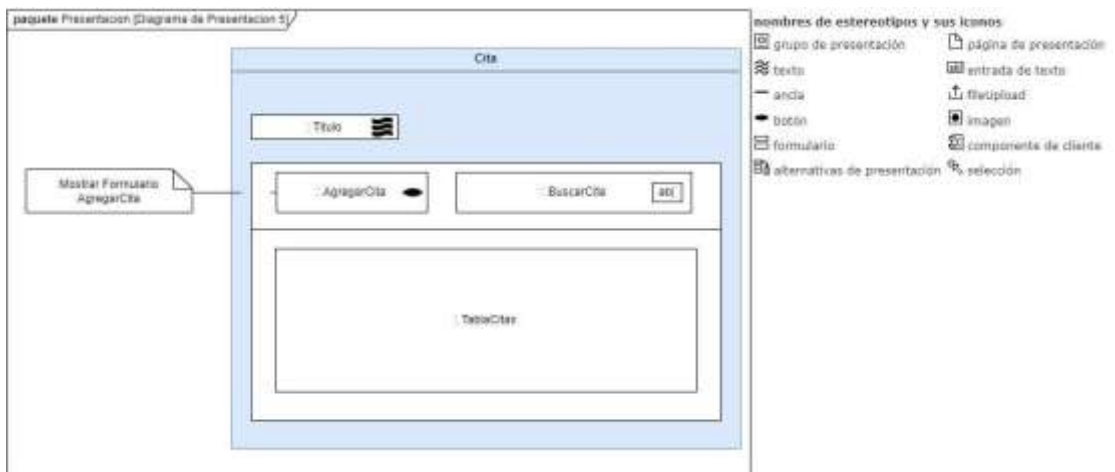 paquete Presentacion [Diagrama de Presentacion 5]
Cita
: Titulo
Mostrar Formulario
AgregarCita
: AgregarCita
: BuscarCita
ab|
: TablaCitas
nombres de estereotipos y sus iconos
grupo de presentación
página de presentación
texto
entrada de texto
ancla
fileUpload
botón
imagen
formulario
componente de cliente
alternativas de presentación
selección